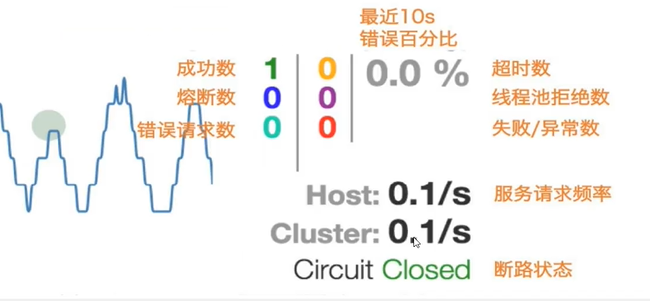 最近10s
错误百分比
成功数 1 0 0.0 % 超时数
熔断数 0 0 线程池拒绝数
错误请求数 0 0 失败/异常数
Host: 0.1/s 服务请求频率
Cluster: 0.1/s
Circuit Closed 断路状态